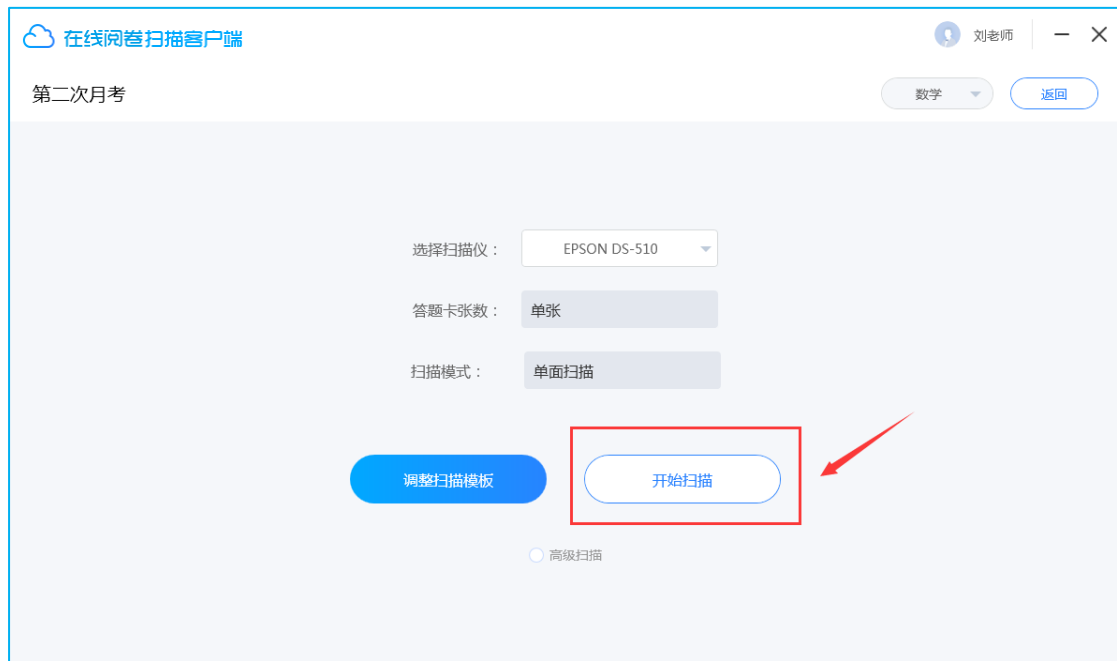 在线阅卷扫描客户端
刘老师
第二次月考
数学
返回
选择扫描仪：
EPSON DS-510
答题卡张数：
单张
扫描模式：
单面扫描
调整扫描模板
开始扫描
高级扫描